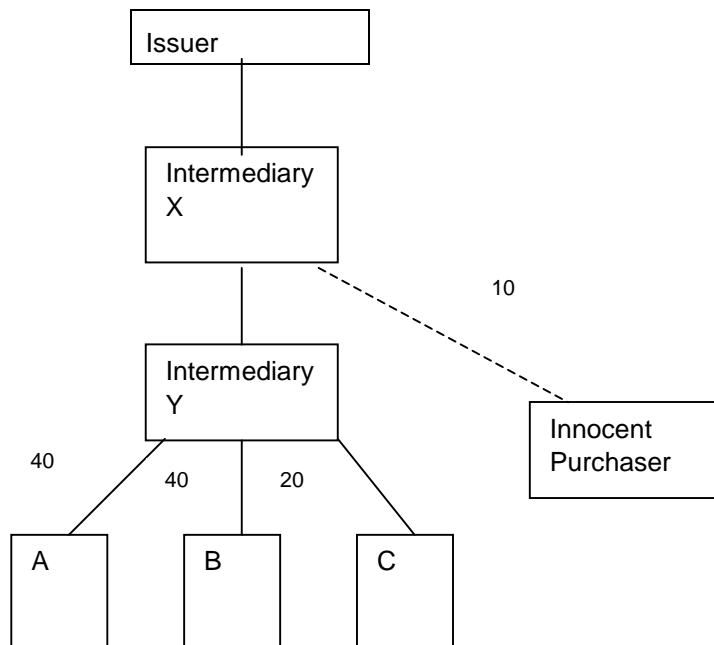 Issuer
Intermediary
X
10
Intermediary
Y
Innocent
Purchaser
40
40
20
A
B
C